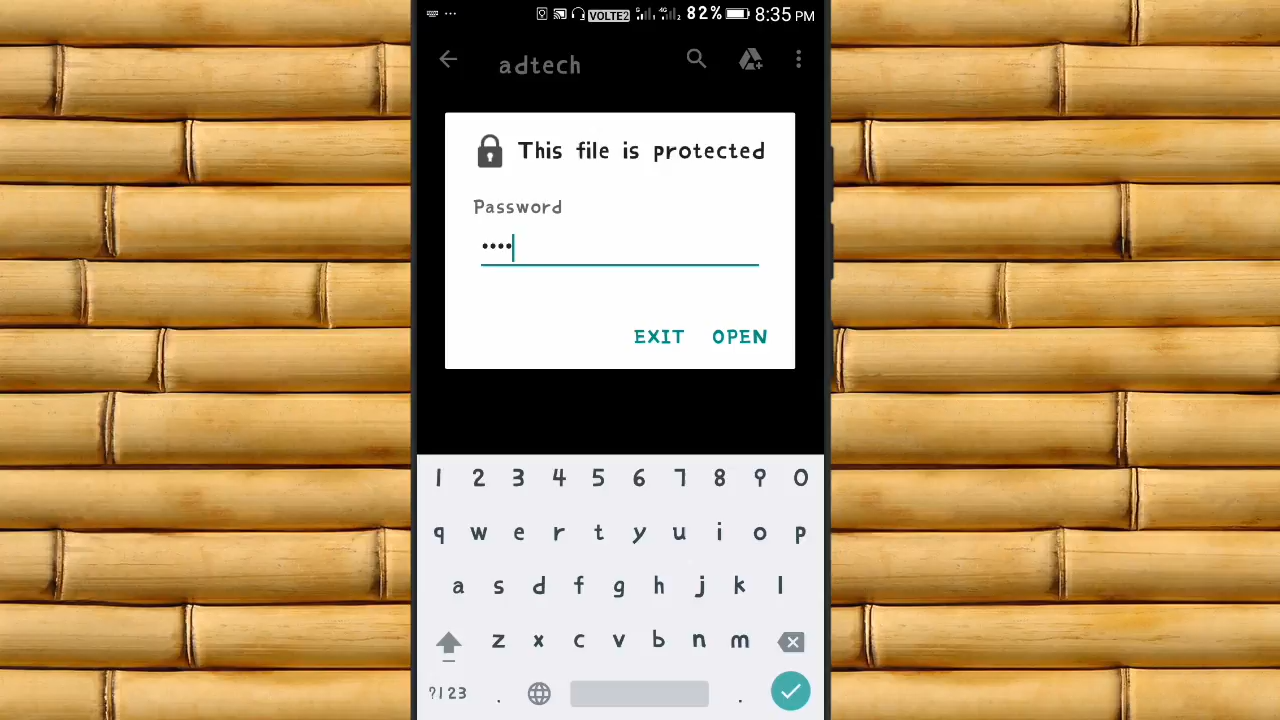 VOLTE2 82% 8:35 PM
adtech
This file is protected
Password
••••
EXIT OPEN
1 2 3 4 5 6 7 8 9 0
q w e r t y u i o p
a s d f g h j k l
z x c v b n m
?123 . .